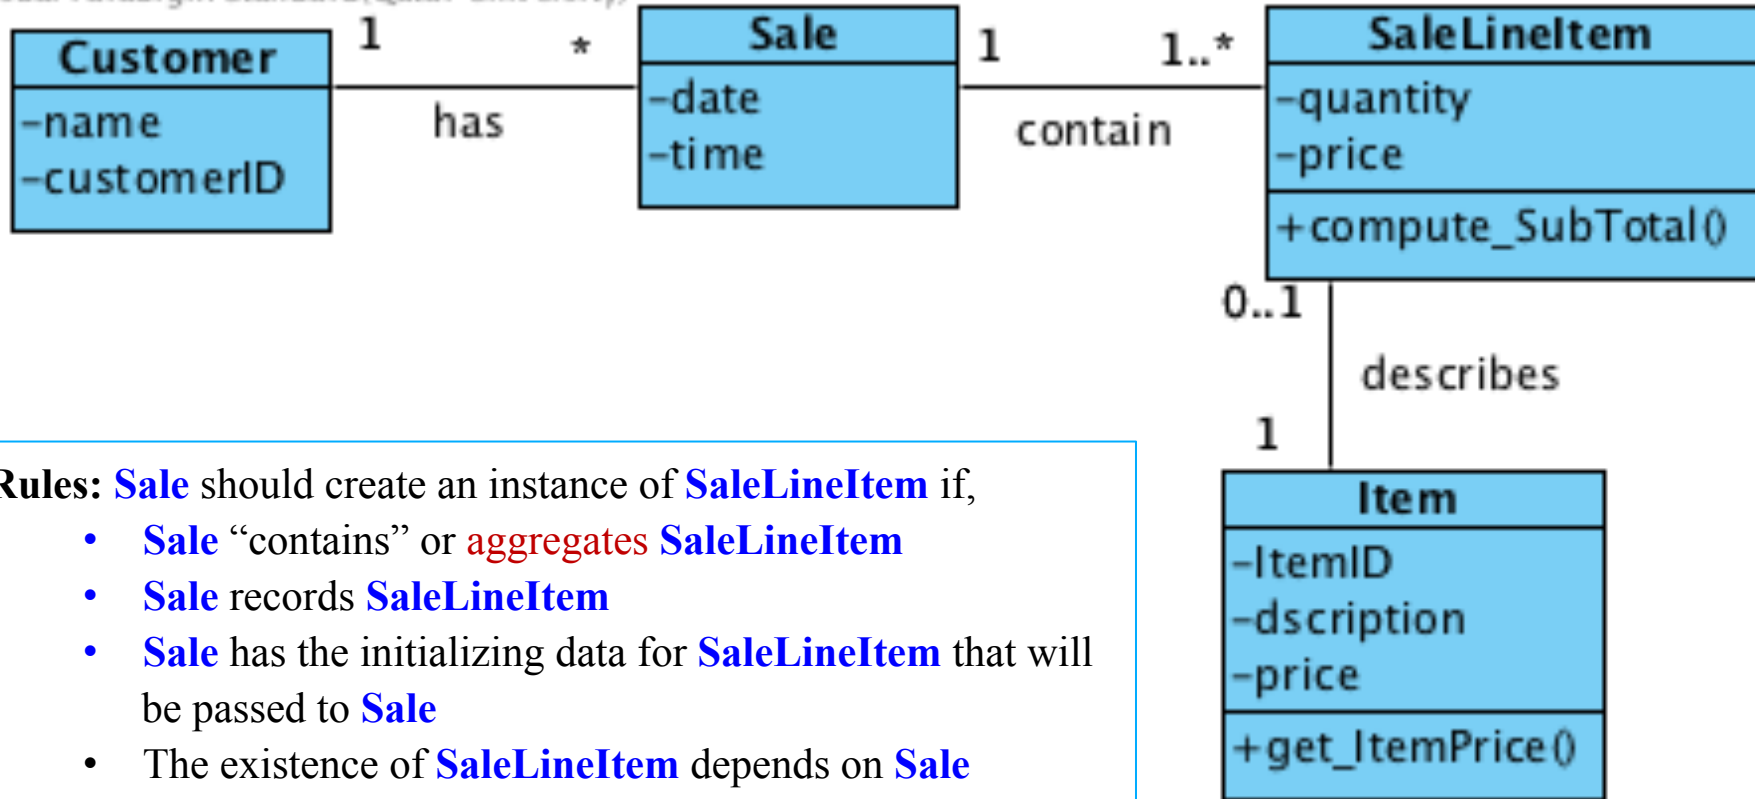 Customer
-name
-customerID
1
*
has
Sale
-date
-time
1
1..*
contain
SaleLineItem
-quantity
-price
+compute_SubTotal()
0..1
describes
1
Item
-ItemID
-dscription
-price
+get_ItemPrice()
Rules: Sale should create an instance of SaleLineItem if,
• Sale “contains” or aggregates SaleLineItem
• Sale records SaleLineItem
• Sale has the initializing data for SaleLineItem that will
be passed to Sale
• The existence of SaleLineItem depends on Sale